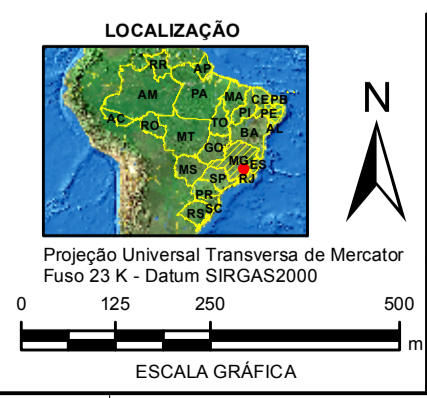 LOCALIZAÇÃO
RR AP
AM PA MA CE PB
PI PE
AC RO TO AL
MT BA
GO
MG ES
MS SP RJ
PR
SC
RS
N
Projeção Universal Transversa de Mercator
Fuso 23 K - Datum SIRGAS2000
0 125 250 500
m
ESCALA GRÁFICA